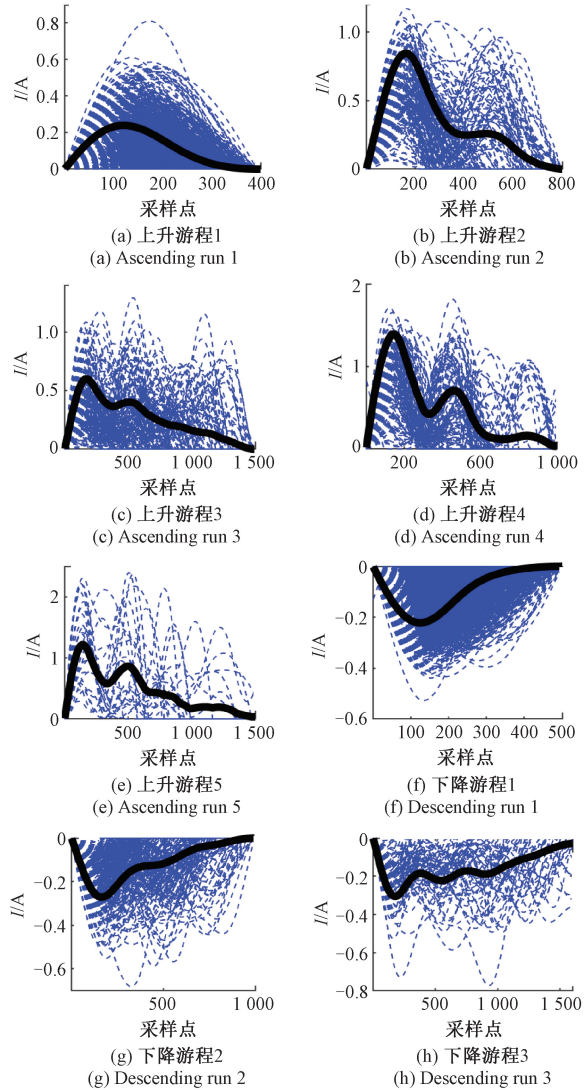 0.8
0.6
0.4
0.2
0
I/A
100 200 300 400
采样点
(a) 上升游程1
(a) Ascending run 1
1.0
0.5
0
I/A
200 400 600 800
采样点
(b) 上升游程2
(b) Ascending run 2
1.0
0.5
0
I/A
500 1 000 1 500
采样点
(c) 上升游程3
(c) Ascending run 3
2
1
0
I/A
200 400 600 1 000
采样点
(d) 上升游程4
(d) Ascending run 4
2
1
0
I/A
500 1 000 1 500
采样点
(e) 上升游程5
(e) Ascending run 5
0
−0.2
−0.4
−0.6
I/A
100 200 300 400 500
采样点
(f) 下降游程1
(f) Descending run 1
0
−0.2
−0.4
−0.6
I/A
500 1 000
采样点
(g) 下降游程2
(g) Descending run 2
0
−0.2
−0.4
−0.6
−0.8
I/A
500 1 000 1 500
采样点
(h) 下降游程3
(h) Descending run 3